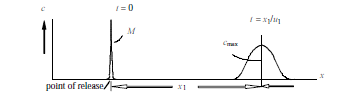 c
t = 0
t = x₁/u₁
M
cmax
x
point of release
x₁